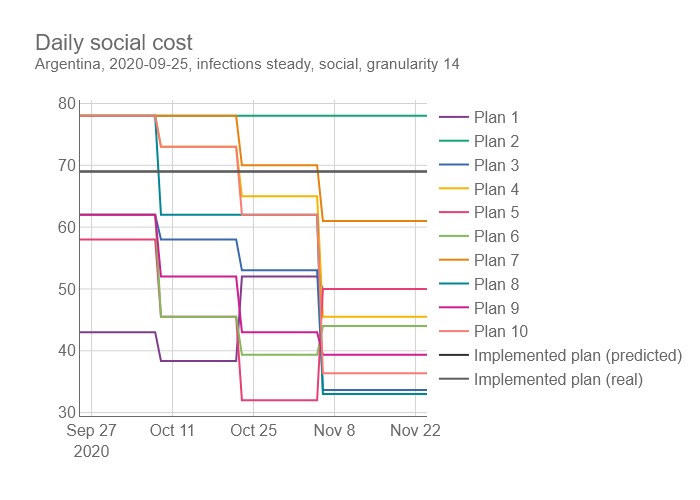 Daily social cost
Argentina, 2020-09-25, infections steady, social, granularity 14
80
70
60
50
40
30
Sep 27
2020
Oct 11
Oct 25
Nov 8
Nov 22
Plan 1
Plan 2
Plan 3
Plan 4
Plan 5
Plan 6
Plan 7
Plan 8
Plan 9
Plan 10
Implemented plan (predicted)
Implemented plan (real)